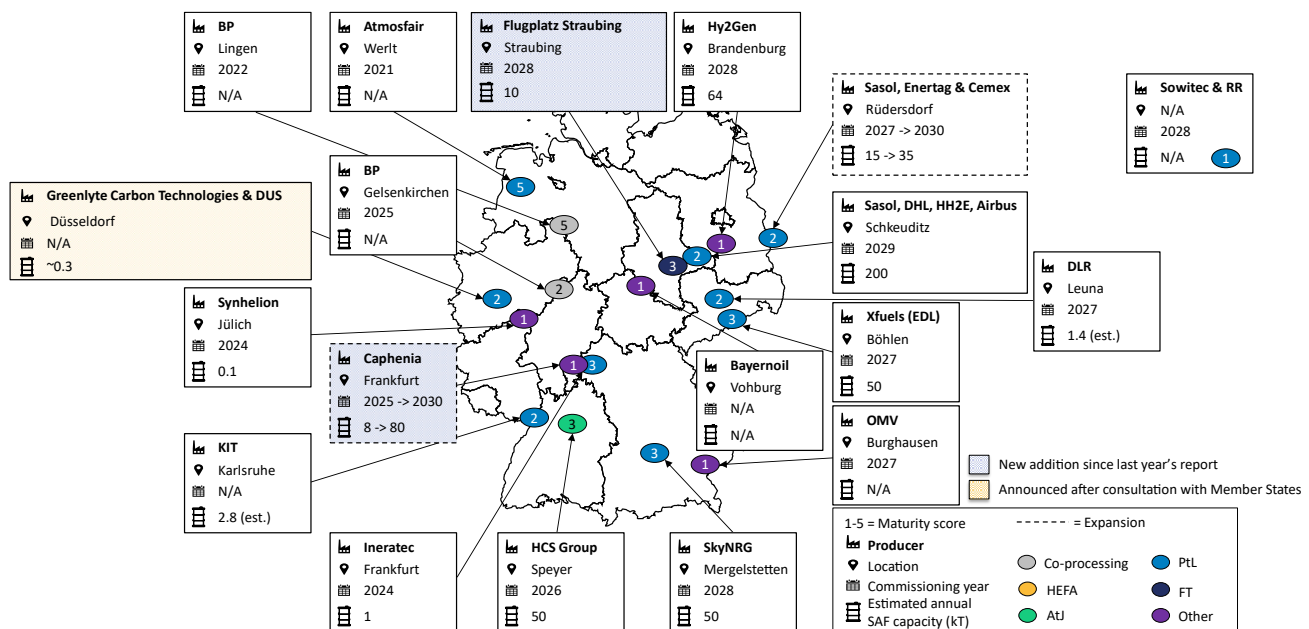 BP
Lingen
2022
N/A
Atmosfair
Werlt
2021
N/A
Flugplatz Straubing
Straubing
2028
10
Hy2Gen
Brandenburg
2028
64
Sasol, Enertag & Cemex
Rüdersdorf
2027 -> 2030
15 -> 35
Sowitec & RR
N/A
2028
N/A
1
BP
Gelsenkirchen
2025
N/A
Greenlyte Carbon Technologies & DUS
Düsseldorf
N/A
~0.3
Sasol, DHL, HH2E, Airbus
Schkeuditz
2029
200
DLR
Leuna
2027
1.4 (est.)
Synhelion
Jülich
2024
0.1
Caphenia
Frankfurt
2025 -> 2030
8 -> 80
Xfuels (EDL)
Böhlen
2027
50
Bayernoil
Vohburg
N/A
N/A
KIT
Karlsruhe
N/A
2.8 (est.)
OMV
Burghausen
2027
N/A
Ineratec
Frankfurt
2024
1
HCS Group
Speyer
2026
50
SkyNRG
Mergelstetten
2028
50
5
5
2
1
2
3
2
1
2
2
3
1
1
3
2
3
3
1
New addition since last year's report
Announced after consultation with Member States
1-5 = Maturity score
= Expansion
Producer
Location
Commissioning year
Estimated annual
SAF capacity (kT)
Co-processing
HEFA
AtJ
PtL
FT
Other